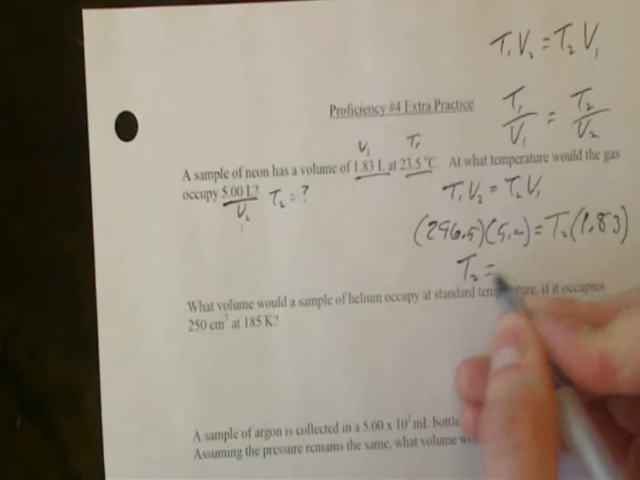 T₁V₂ = T₂V₁
Proficiency #4 Extra Practice
T₁/V₁ = T₂/V₂
V₁ T₁
A sample of neon has a volume of 1.83 L at 23.5 °C. At what temperature would the gas
occupy 5.00 L? T₂ = ?
V₂
T₁V₂ = T₂V₁
(296.5)(5.0) = T₂(1.83)
T₂ =
What volume would a sample of helium occupy at standard temperature, if it occupies
250 cm³ at 185 K?
A sample of argon is collected in a 5.00 x 10² mL bottle
Assuming the pressure remains the same, what volume